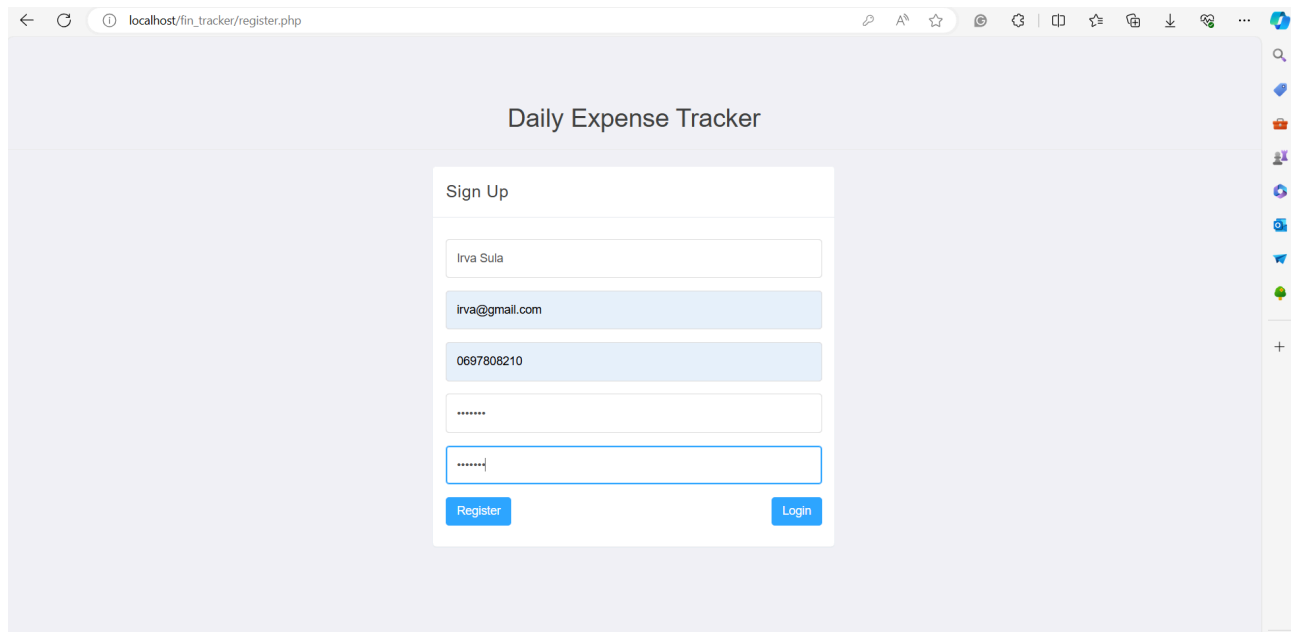 localhost/fin_tracker/register.php
Daily Expense Tracker
Sign Up
Irva Sula
irva@gmail.com
0697808210
•••••••
•••••••
Register Login